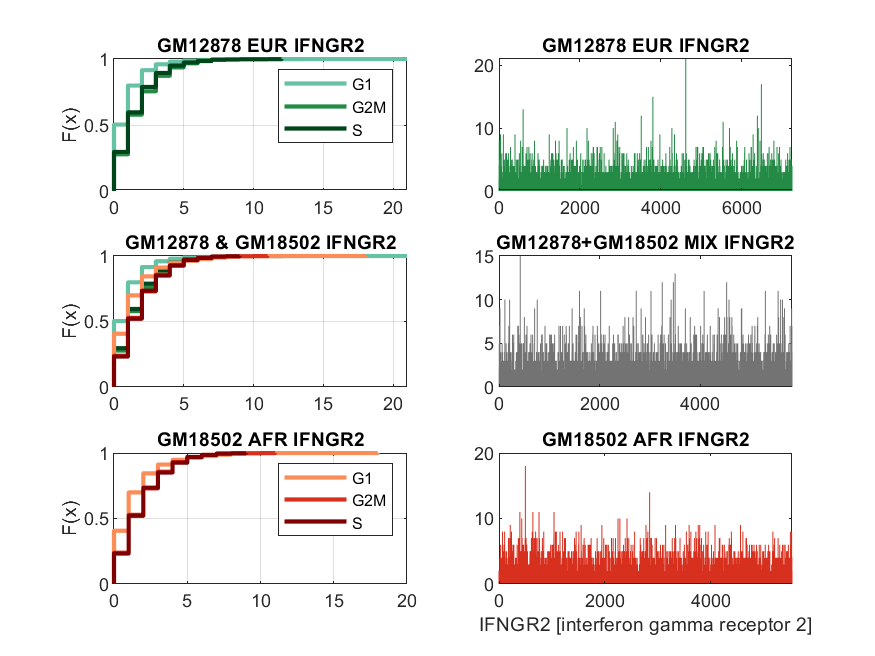 GM12878 EUR IFNGR2
1
0.5
0
F(x)
0 5 10 15 20
G1
G2M
S
GM12878 EUR IFNGR2
20
10
0
0 2000 4000 6000
GM12878 & GM18502 IFNGR2
1
0.5
0
F(x)
0 5 10 15 20
GM12878+GM18502 MIX IFNGR2
15
10
5
0
0 2000 4000
GM18502 AFR IFNGR2
1
0.5
0
F(x)
0 5 10 15 20
G1
G2M
S
GM18502 AFR IFNGR2
20
10
0
0 2000 4000
IFNGR2 [interferon gamma receptor 2]